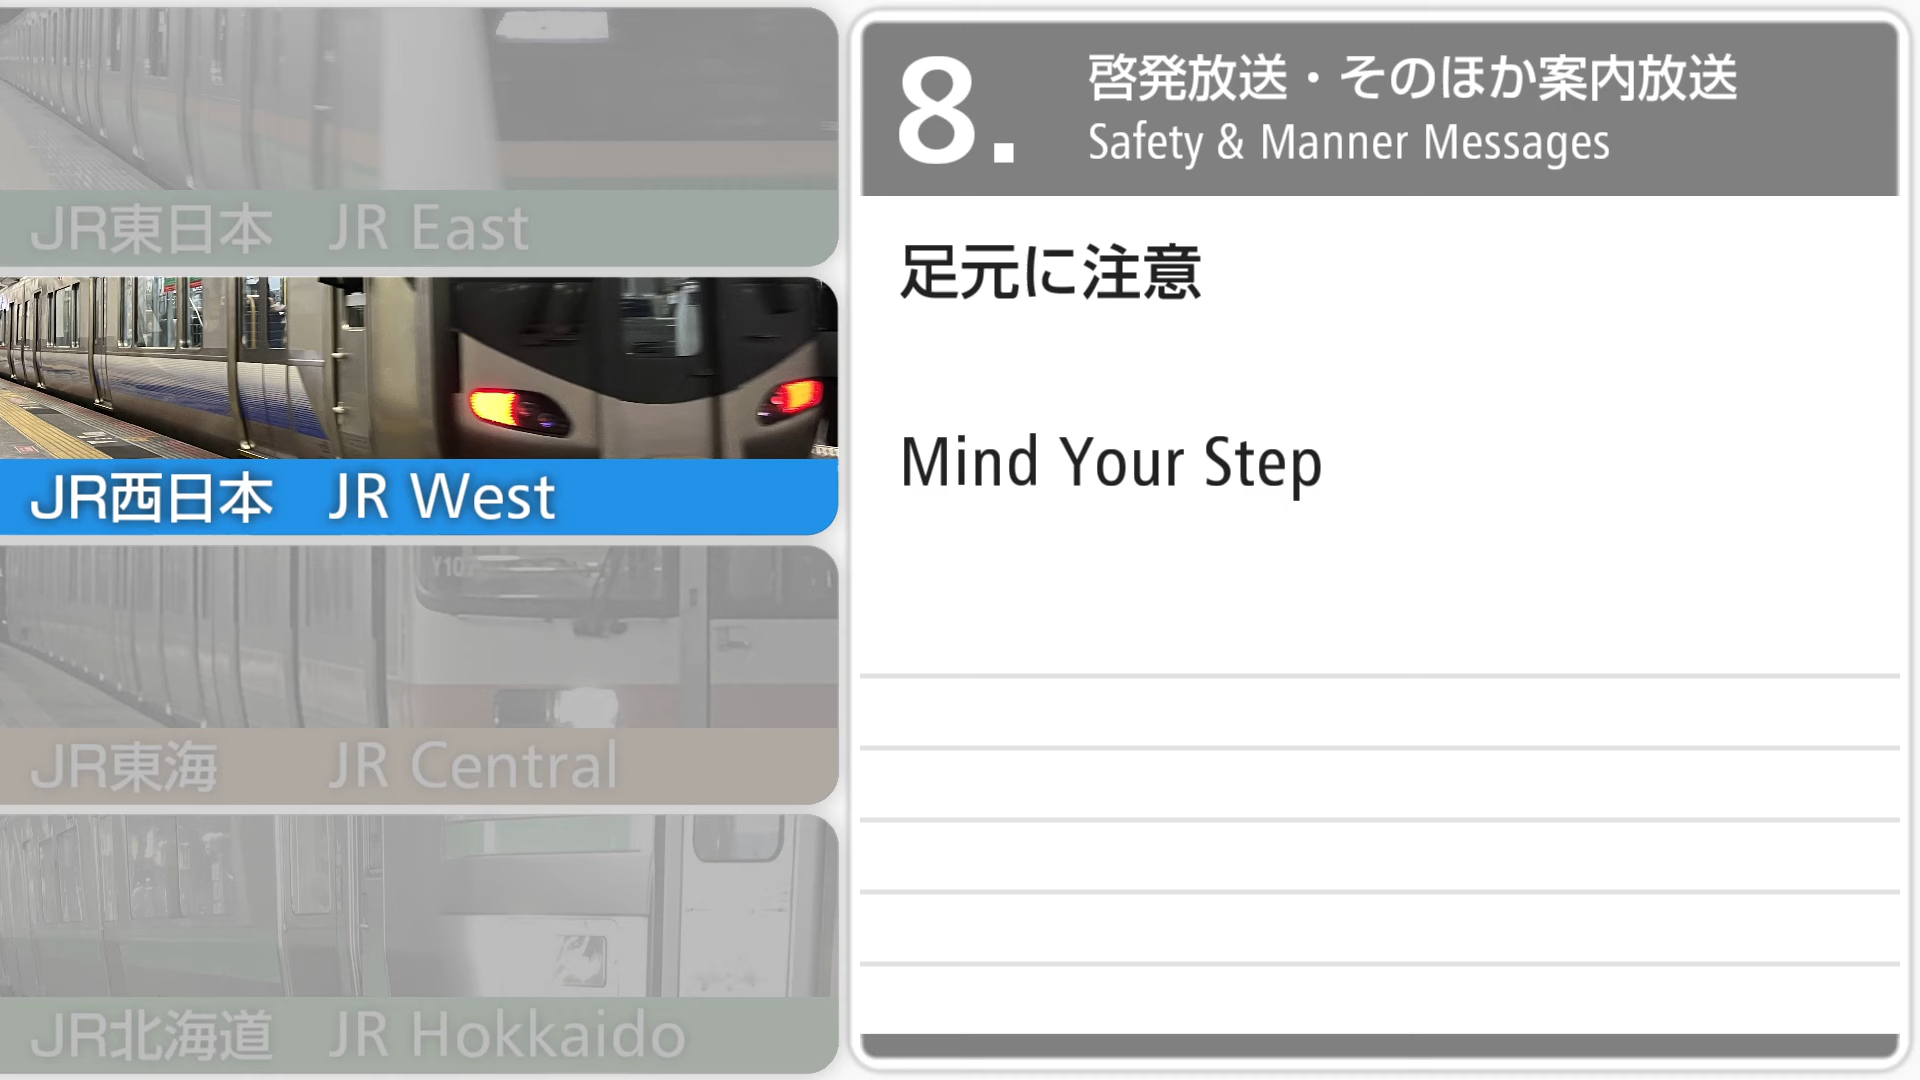 JR東日本 JR East
JR西日本 JR West
Y107
JR東海 JR Central
JR北海道 JR Hokkaido
8.
啓発放送・そのほか案内放送
Safety & Manner Messages
足元に注意
Mind Your Step